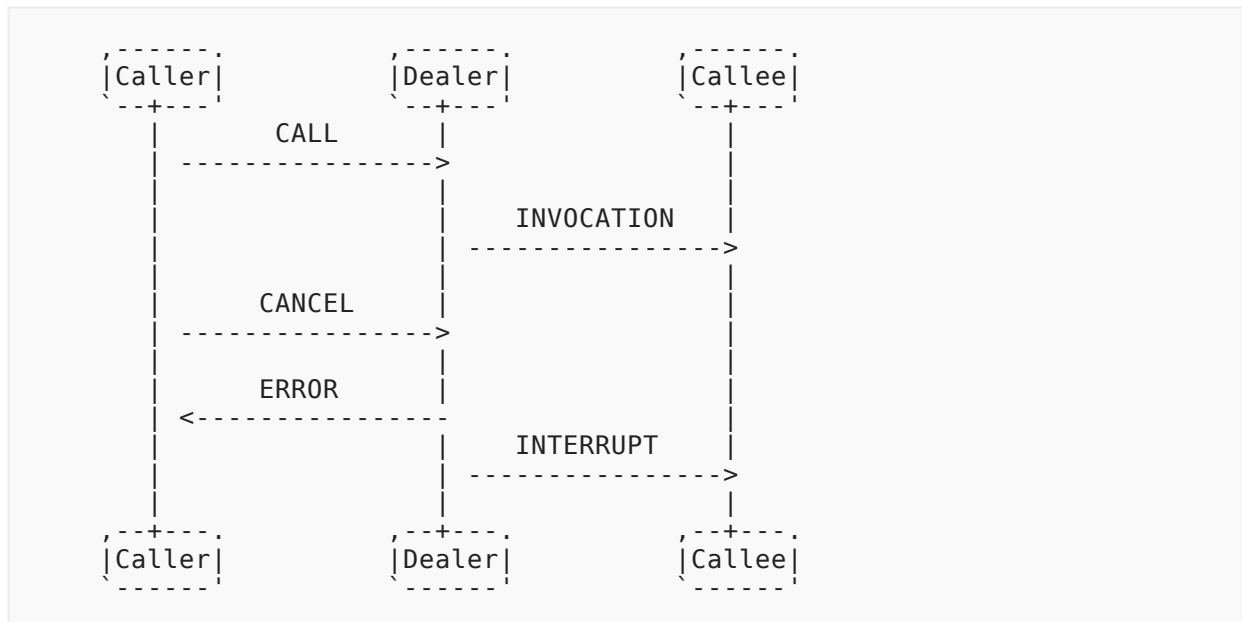 Caller Dealer Callee
CALL
INVOCATION
CANCEL
ERROR
INTERRUPT
Caller Dealer Callee